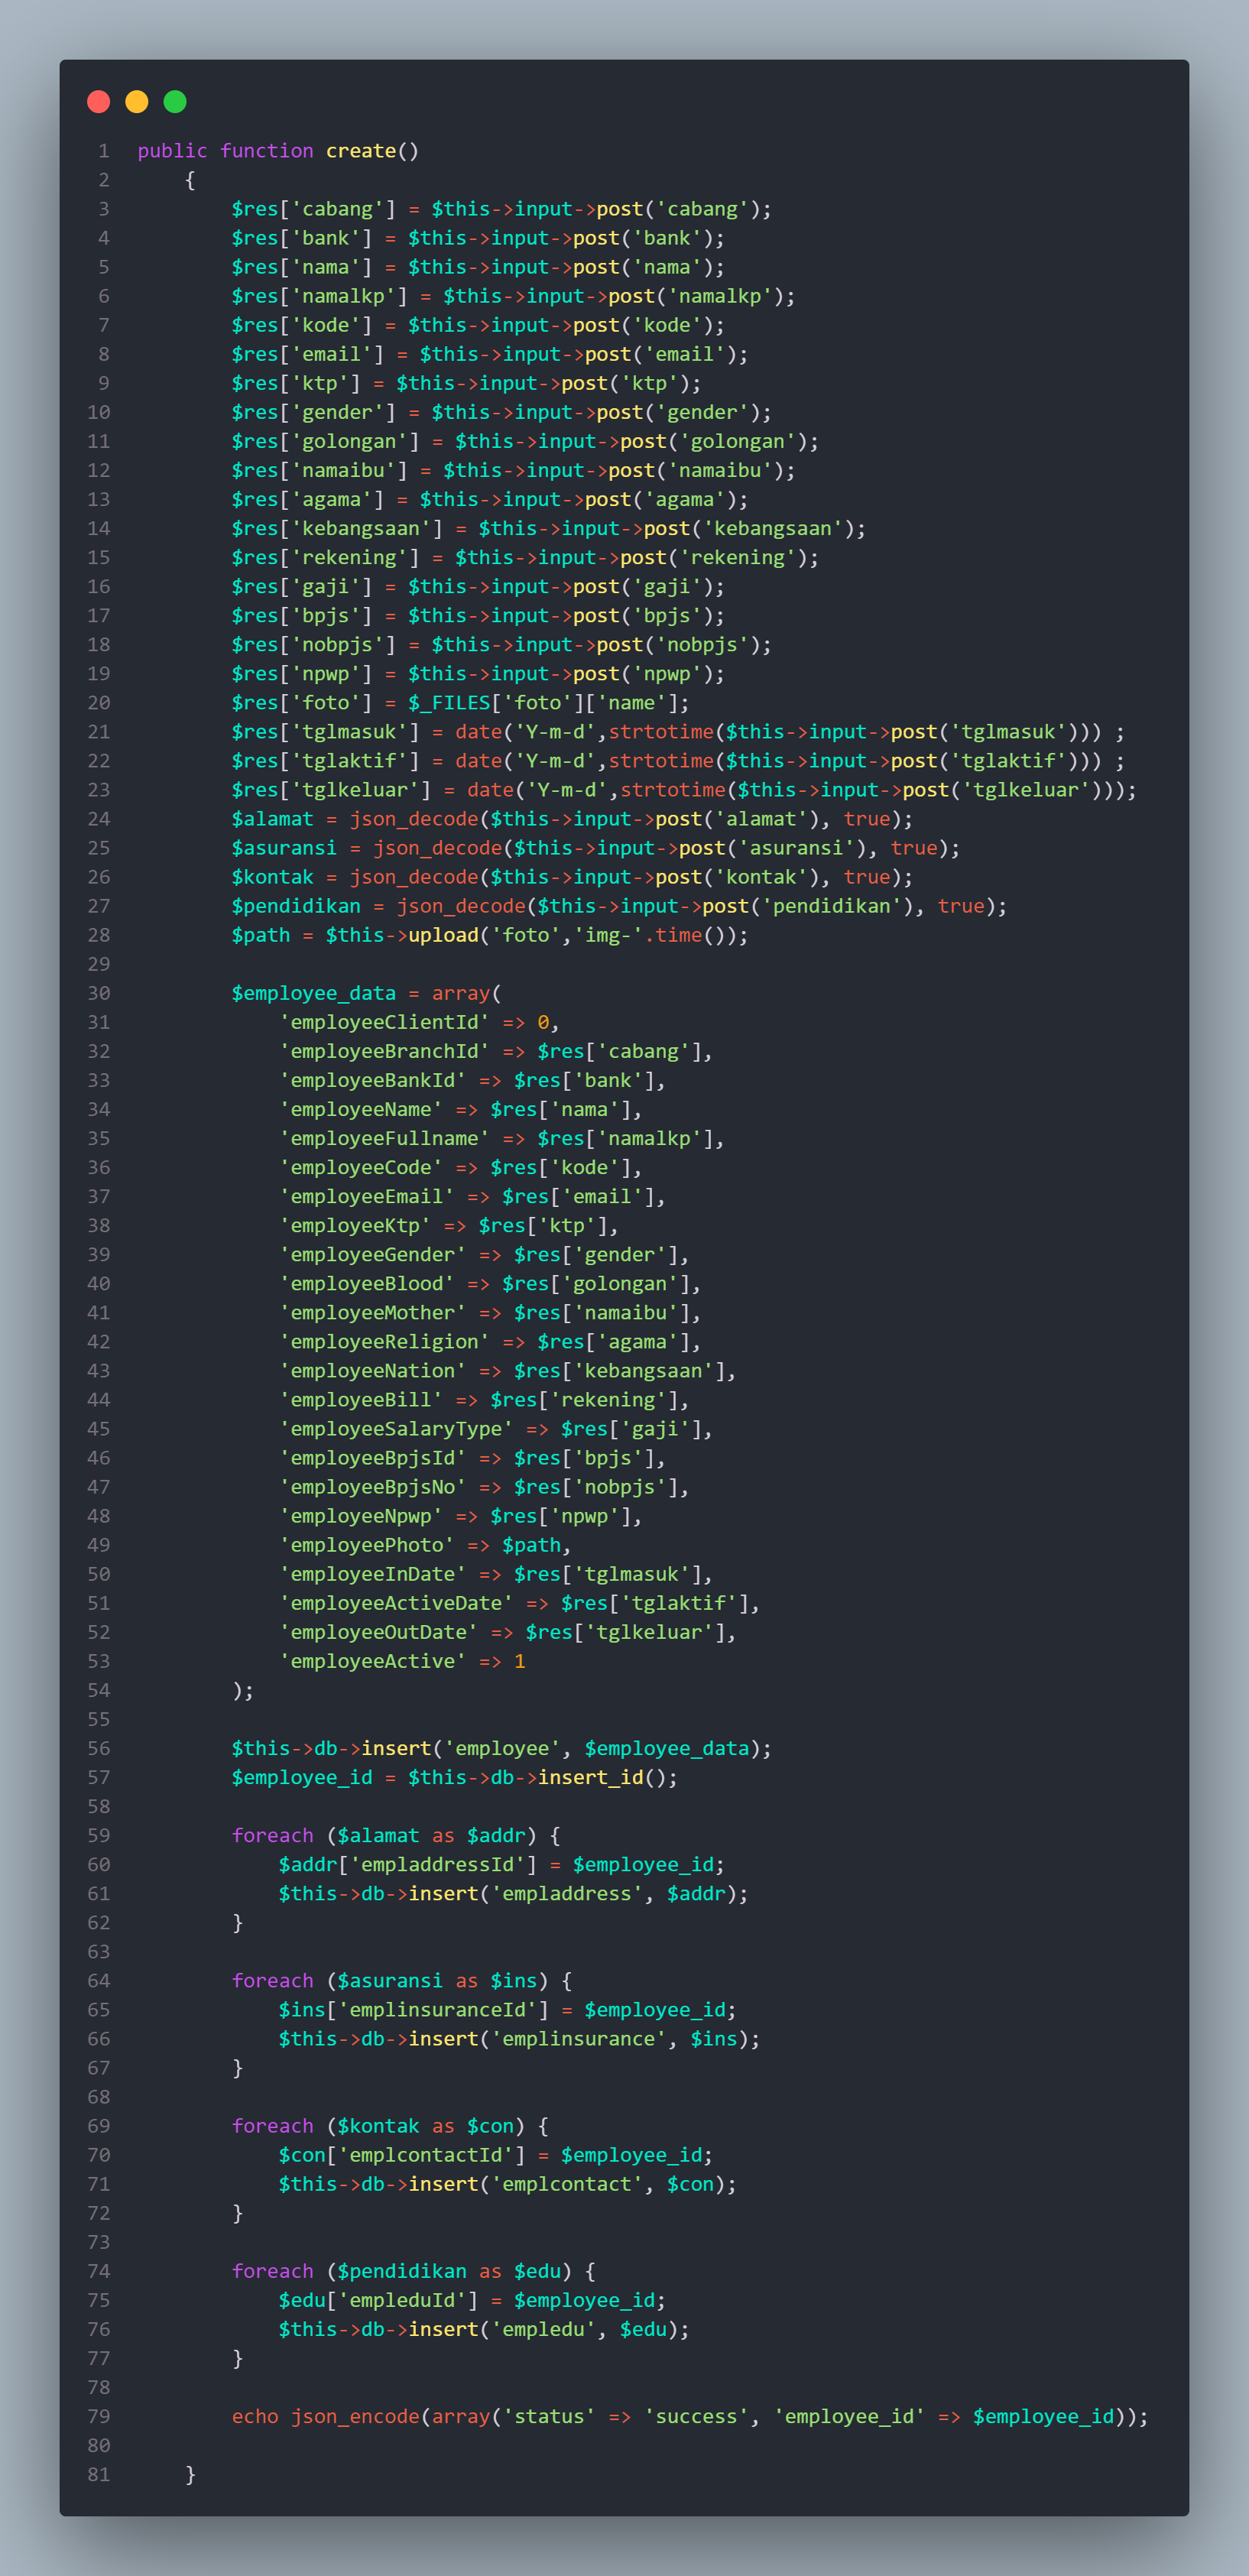 1 public function create()
2 {
3 $res['cabang'] = $this->input->post('cabang');
4 $res['bank'] = $this->input->post('bank');
5 $res['nama'] = $this->input->post('nama');
6 $res['namalkp'] = $this->input->post('namalkp');
7 $res['kode'] = $this->input->post('kode');
8 $res['email'] = $this->input->post('email');
9 $res['ktp'] = $this->input->post('ktp');
10 $res['gender'] = $this->input->post('gender');
11 $res['golongan'] = $this->input->post('golongan');
12 $res['namaibu'] = $this->input->post('namaibu');
13 $res['agama'] = $this->input->post('agama');
14 $res['kebangsaan'] = $this->input->post('kebangsaan');
15 $res['rekening'] = $this->input->post('rekening');
16 $res['gaji'] = $this->input->post('gaji');
17 $res['bpjs'] = $this->input->post('bpjs');
18 $res['nobpjs'] = $this->input->post('nobpjs');
19 $res['npwp'] = $this->input->post('npwp');
20 $res['foto'] = $_FILES['foto']['name'];
21 $res['tglmasuk'] = date('Y-m-d',strtotime($this->input->post('tglmasuk'))) ;
22 $res['tglaktif'] = date('Y-m-d',strtotime($this->input->post('tglaktif'))) ;
23 $res['tglkeluar'] = date('Y-m-d',strtotime($this->input->post('tglkeluar')));
24 $alamat = json_decode($this->input->post('alamat'), true);
25 $asuransi = json_decode($this->input->post('asuransi'), true);
26 $kontak = json_decode($this->input->post('kontak'), true);
27 $pendidikan = json_decode($this->input->post('pendidikan'), true);
28 $path = $this->upload('foto','img-'.time());
29
30 $employee_data = array(
31 'employeeClientId' => 0,
32 'employeeBranchId' => $res['cabang'],
33 'employeeBankId' => $res['bank'],
34 'employeeName' => $res['nama'],
35 'employeeFullname' => $res['namalkp'],
36 'employeeCode' => $res['kode'],
37 'employeeEmail' => $res['email'],
38 'employeeKtp' => $res['ktp'],
39 'employeeGender' => $res['gender'],
40 'employeeBlood' => $res['golongan'],
41 'employeeMother' => $res['namaibu'],
42 'employeeReligion' => $res['agama'],
43 'employeeNation' => $res['kebangsaan'],
44 'employeeBill' => $res['rekening'],
45 'employeeSalaryType' => $res['gaji'],
46 'employeeBpjsId' => $res['bpjs'],
47 'employeeBpjsNo' => $res['nobpjs'],
48 'employeeNpwp' => $res['npwp'],
49 'employeePhoto' => $path,
50 'employeeInDate' => $res['tglmasuk'],
51 'employeeActiveDate' => $res['tglaktif'],
52 'employeeOutDate' => $res['tglkeluar'],
53 'employeeActive' => 1
54 );
55
56 $this->db->insert('employee', $employee_data);
57 $employee_id = $this->db->insert_id();
58
59 foreach ($alamat as $addr) {
60 $addr['empladdressId'] = $employee_id;
61 $this->db->insert('empladdress', $addr);
62 }
63
64 foreach ($asuransi as $ins) {
65 $ins['emplinsuranceId'] = $employee_id;
66 $this->db->insert('emplinsurance', $ins);
67 }
68
69 foreach ($kontak as $con) {
70 $con['emplcontactId'] = $employee_id;
71 $this->db->insert('emplcontact', $con);
72 }
73
74 foreach ($pendidikan as $edu) {
75 $edu['empleduId'] = $employee_id;
76 $this->db->insert('empledu', $edu);
77 }
78
79 echo json_encode(array('status' => 'success', 'employee_id' => $employee_id));
80
81 }